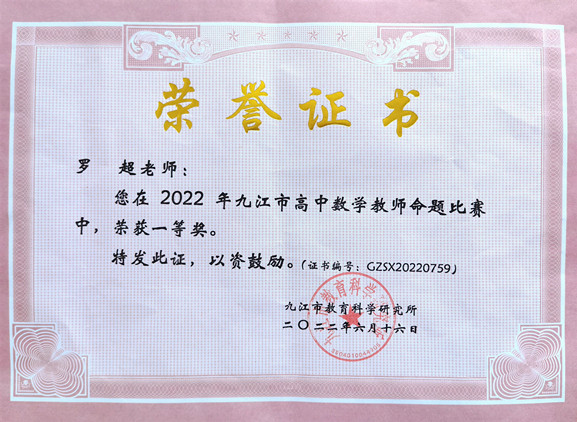 荣誉证书
罗 超老师：
您在 2022 年九江市高中数学教师命题比赛
中，荣获一等奖。
特发此证，以资鼓励。（证书编号：GZSX20220759）
九江市教育科学研究所
二〇二二年六月十六日